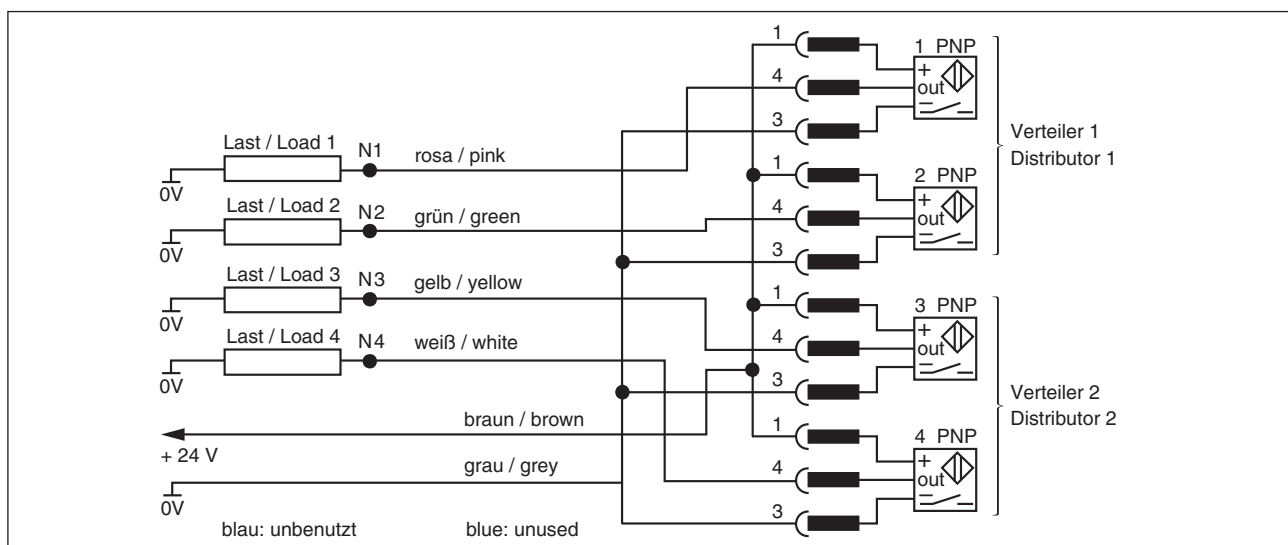 Last / Load 1
N1
rosa / pink
0V
Last / Load 2
N2
grün / green
0V
Last / Load 3
N3
gelb / yellow
0V
Last / Load 4
N4
weiß / white
0V
braun / brown
+ 24 V
grau / grey
0V
blau: unbenutzt
blue: unused
1
4
3
1 PNP
+
out
1
4
3
2 PNP
+
out
Verteiler 1
Distributor 1
1
4
3
3 PNP
+
out
1
4
3
4 PNP
+
out
Verteiler 2
Distributor 2